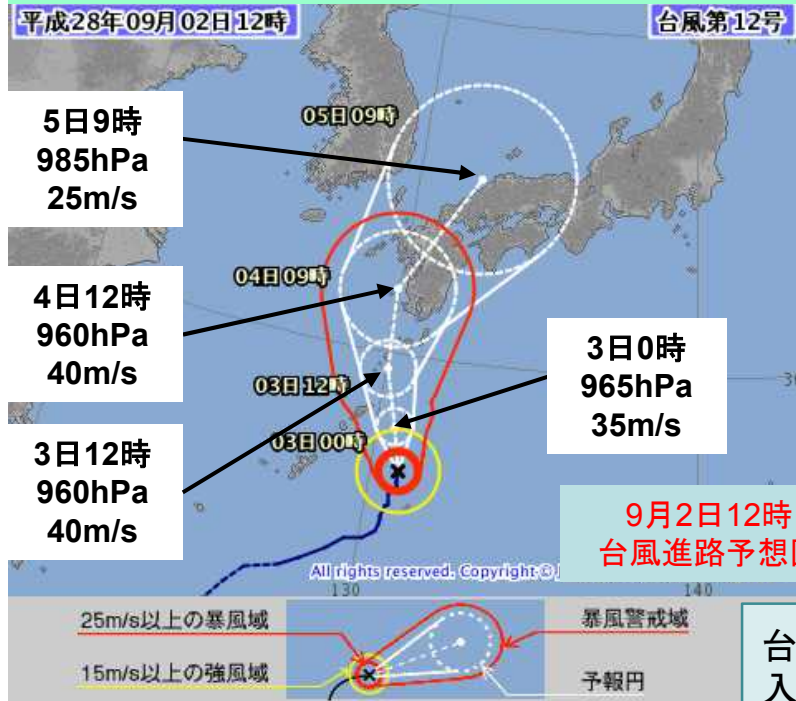 平成28年09月02日12時
台風第12号
05日09時
5日9時
985hPa
25m/s
04日09時
4日12時
960hPa
40m/s
3日0時
965hPa
35m/s
03日12時
03日00時
3日12時
960hPa
40m/s
9月2日12時
台風進路予想
All rights reserved. Copyright ©
130
140
25m/s以上の暴風域
暴風警戒域
15m/s以上の強風域
予報円
台
入